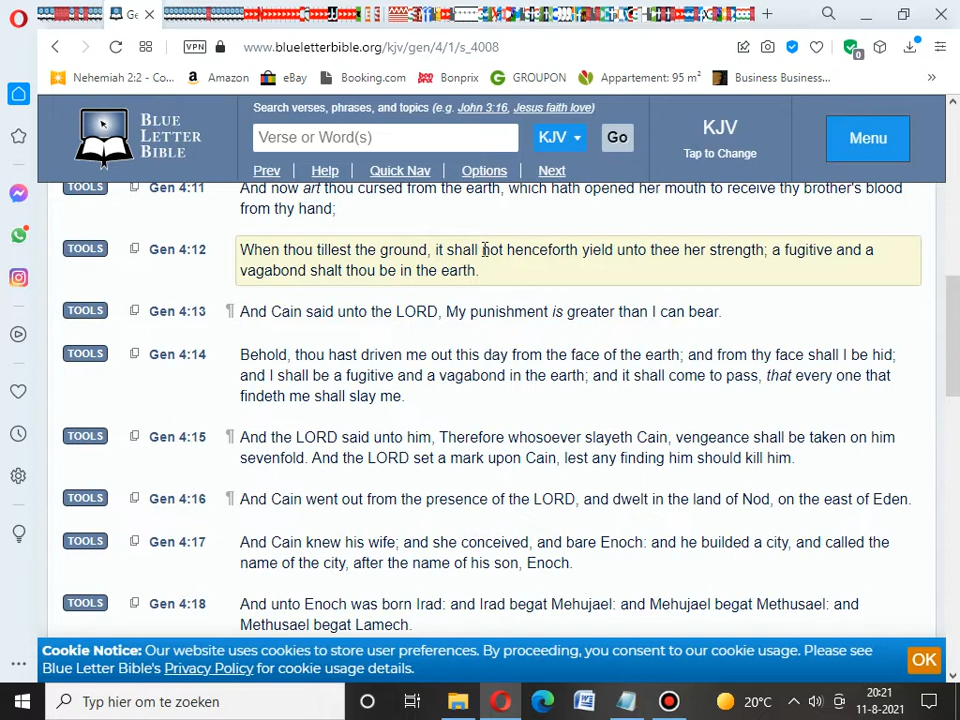 Ge
www.blueletterbible.org/kjv/gen/4/1/s_4008
VPN
0
Nehemiah 2:2 - Co...
Amazon
eBay
Booking.com
Bonprix
GROUPON
Appartement: 95 m²
Business Business...
»
BLUE
LETTER
BIBLE
Search verses, phrases, and topics (e.g. John 3:16, Jesus faith love)
Verse or Word(s)
KJV
Go
Prev Help Quick Nav Options Next
KJV
Tap to Change
Menu
TOOLS Gen 4:11 And now art thou cursed from the earth, which hath opened her mouth to receive thy brother's blood
from thy hand;
TOOLS Gen 4:12 When thou tillest the ground, it shall not henceforth yield unto thee her strength; a fugitive and a
vagabond shalt thou be in the earth.
TOOLS Gen 4:13 ¶ And Cain said unto the LORD, My punishment is greater than I can bear.
TOOLS Gen 4:14 Behold, thou hast driven me out this day from the face of the earth; and from thy face shall I be hid;
and I shall be a fugitive and a vagabond in the earth; and it shall come to pass, that every one that
findeth me shall slay me.
TOOLS Gen 4:15 ¶ And the LORD said unto him, Therefore whosoever slayeth Cain, vengeance shall be taken on him
sevenfold. And the LORD set a mark upon Cain, lest any finding him should kill him.
TOOLS Gen 4:16 ¶ And Cain went out from the presence of the LORD, and dwelt in the land of Nod, on the east of Eden.
TOOLS Gen 4:17 And Cain knew his wife; and she conceived, and bare Enoch: and he builded a city, and called the
name of the city, after the name of his son, Enoch.
TOOLS Gen 4:18 And unto Enoch was born Irad: and Irad begat Mehujael: and Mehujael begat Methusael: and
Methusael begat Lamech.
Cookie Notice: Our website uses cookies to store user preferences. By proceeding, you consent to our cookie usage. Please see
Blue Letter Bible's Privacy Policy for cookie usage details.
OK
Typ hier om te zoeken
20°C
20:21
11-8-2021